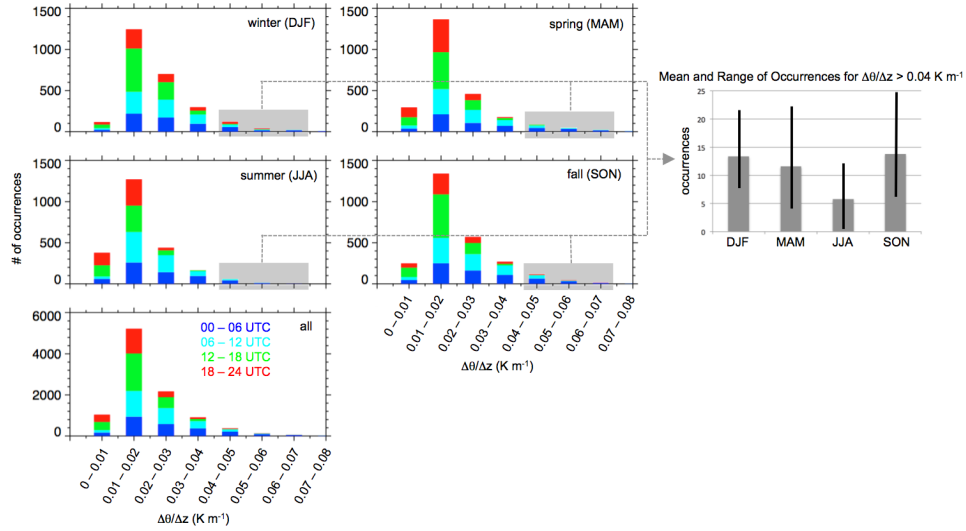 1500
1000
500
0
winter (DJF)
1500
1000
500
0
spring (MAM)
Mean and Range of Occurrences for Δθ/Δz > 0.04 K m-1
25
20
15
10
5
0
occurrences
DJF
MAM
JJA
SON
# of occurrences
1500
1000
500
0
summer (JJA)
1500
1000
500
0
fall (SON)
0 – 0.01
0.01 – 0.02
0.02 – 0.03
0.03 – 0.04
0.04 – 0.05
0.05 – 0.06
0.06 – 0.07
0.07 – 0.08
Δθ/Δz (K m-1)
6000
4000
2000
0
all
00 – 06 UTC
06 – 12 UTC
12 – 18 UTC
18 – 24 UTC
0 – 0.01
0.01 – 0.02
0.02 – 0.03
0.03 – 0.04
0.04 – 0.05
0.05 – 0.06
0.06 – 0.07
0.07 – 0.08
Δθ/Δz (K m-1)